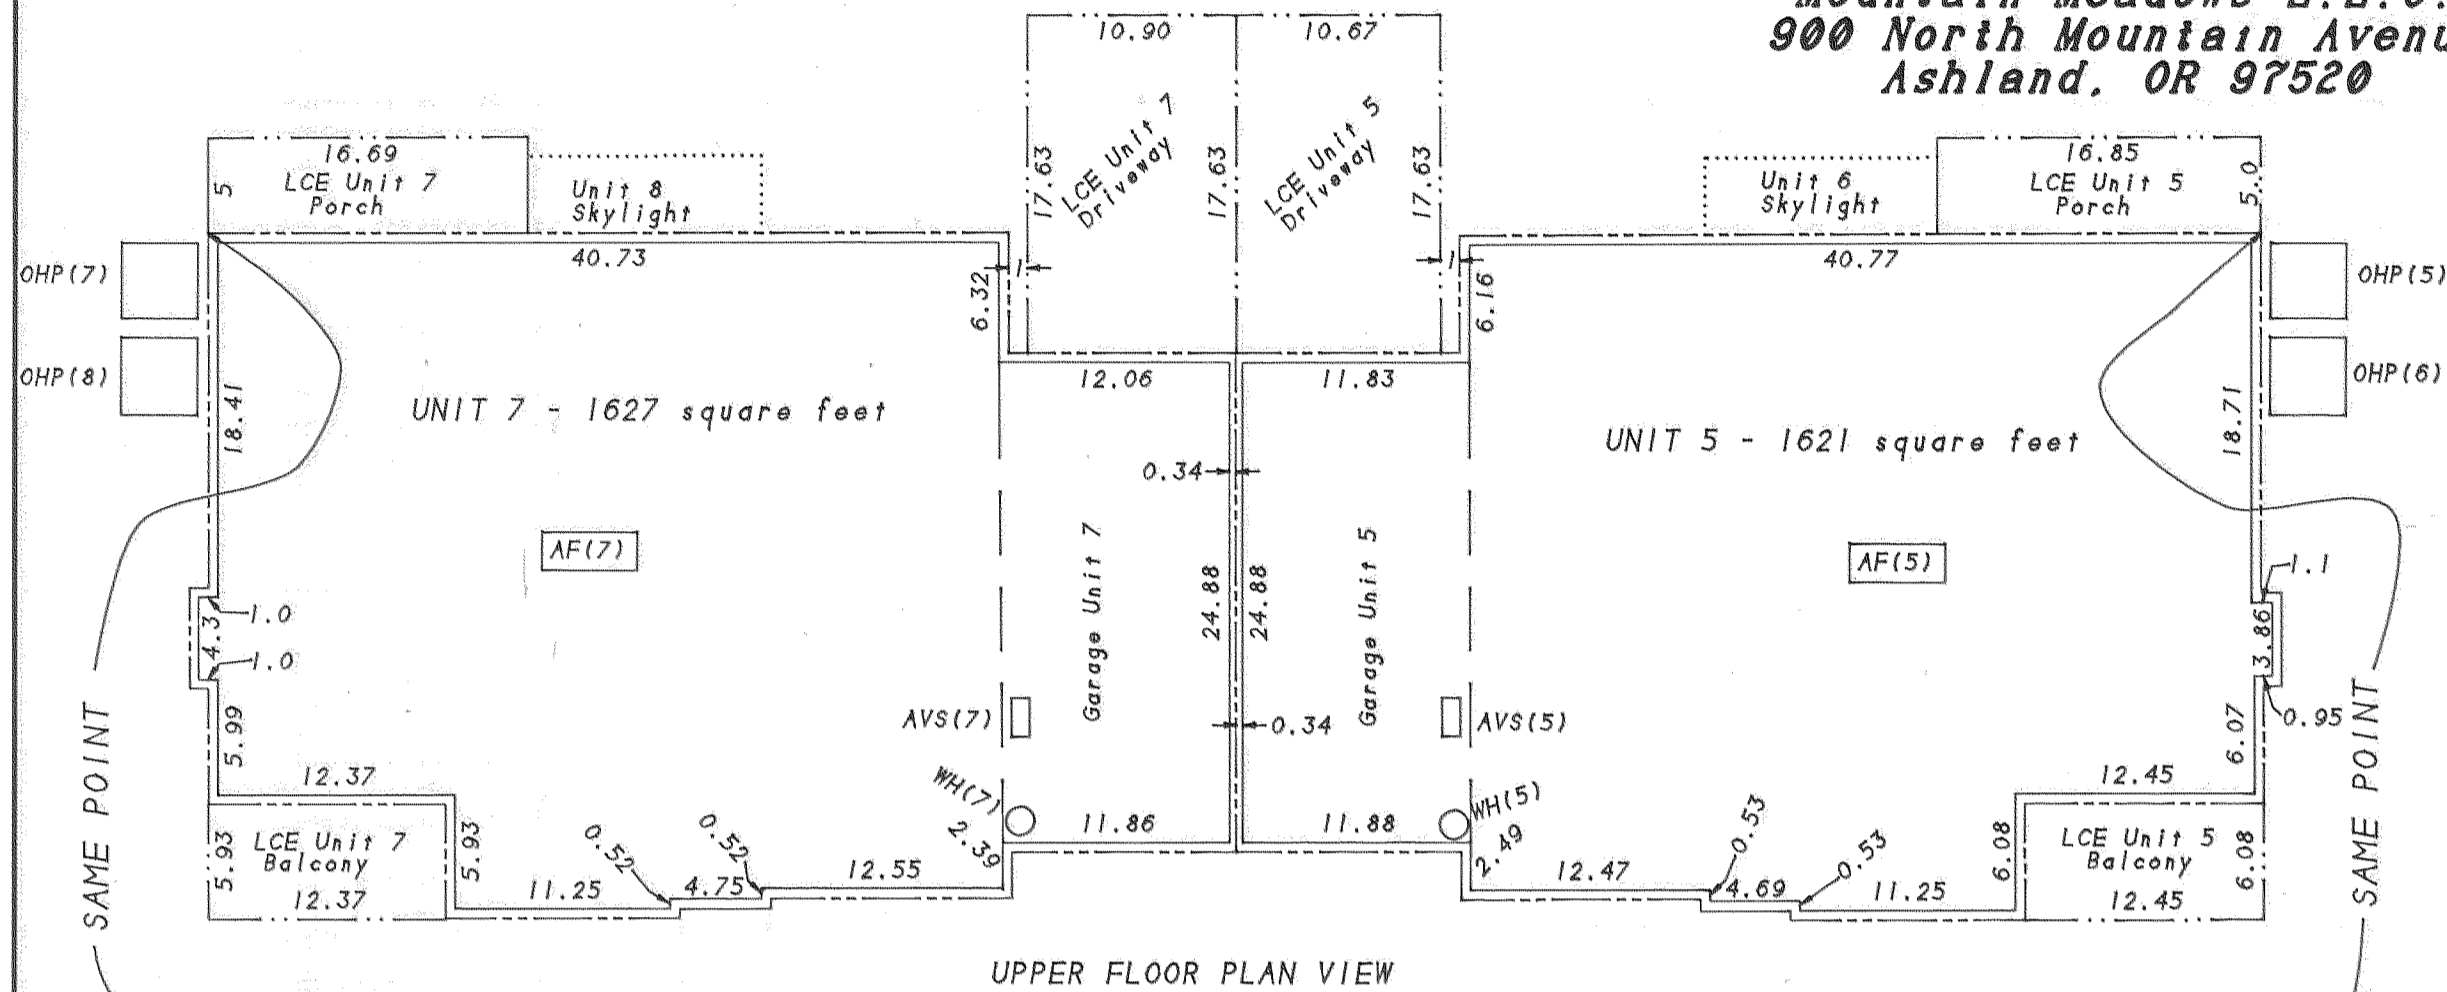 900 North Mountain Avenu
Ashland, OR 97520
10.90
10.67
LCE Unit 7
Driveway
17.63
17.63
LCE Unit 5
Driveway
17.63
16.69
5
LCE Unit 7
Porch
Unit 8
Skylight
Unit 6
Skylight
16.85
LCE Unit 5
Porch
5.0
OHP(7)
OHP(8)
40.73
6.32
1
1
6.16
40.77
OHP(5)
OHP(6)
12.06
11.83
18.41
UNIT 7 - 1627 square feet
0.34
UNIT 5 - 1621 square feet
18.71
AF(7)
Garage Unit 7
24.88
24.88
Garage Unit 5
AF(5)
1.0
4.3
1.0
1.1
3.86
0.95
5.99
AVS(7)
0.34
AVS(5)
6.07
SAME POINT
SAME POINT
12.37
WH(7)
2.39
11.86
11.88
WH(5)
2.49
12.45
5.93
LCE Unit 7
Balcony
12.37
5.93
0.52
0.52
11.25
4.75
12.55
12.47
0.53
4.69
0.53
11.25
6.08
LCE Unit 5
Balcony
12.45
6.08
UPPER FLOOR PLAN VIEW